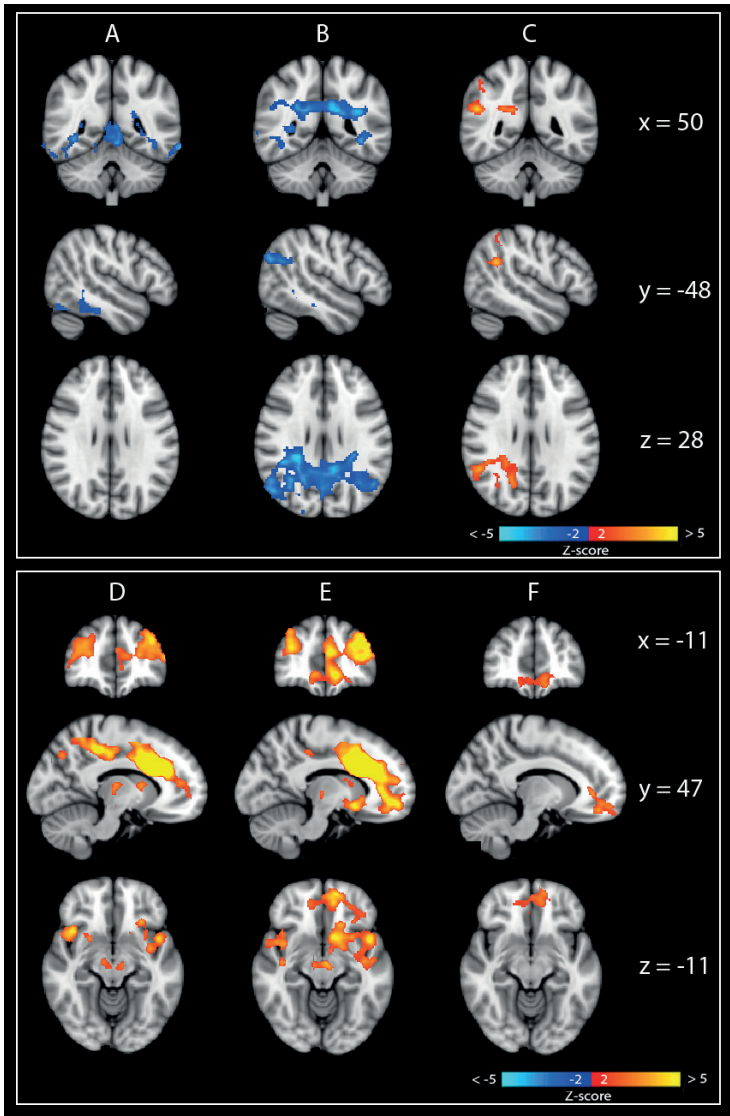 A B C
x = 50
y = -48
z = 28
< -5 -2 2 > 5
Z-score
D E F
x = -11
y = 47
z = -11
< -5 -2 2 > 5
Z-score